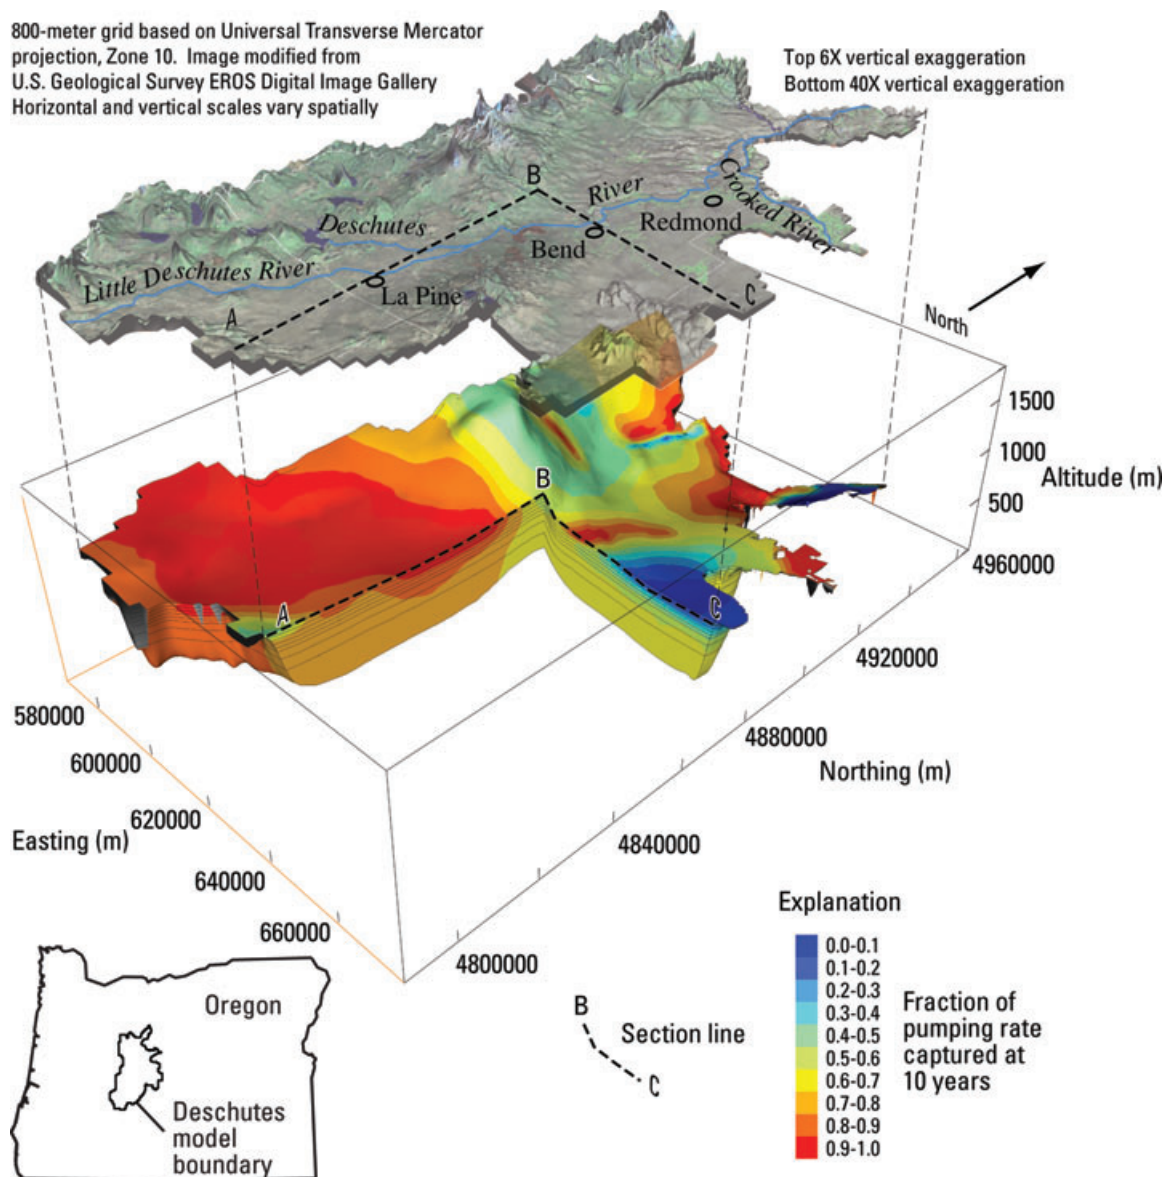 800-meter grid based on Universal Transverse Mercator
projection, Zone 10. Image modified from
U.S. Geological Survey EROS Digital Image Gallery
Horizontal and vertical scales vary spatially
Top 6X vertical exaggeration
Bottom 40X vertical exaggeration
B
River
Crooked River
Deschutes
Redmond
Bend
Little Deschutes River
La Pine
A
C
North
1500
1000
Altitude (m)
500
B
4960000
A
C
4920000
580000
4880000
600000
Northing (m)
620000
Easting (m)
4840000
640000
660000
4800000
Oregon
Deschutes
model
boundary
B
Section line
C
Explanation
0.0-0.1
0.1-0.2
0.2-0.3
0.3-0.4
0.4-0.5
0.5-0.6
0.6-0.7
0.7-0.8
0.8-0.9
0.9-1.0
Fraction of
pumping rate
captured at
10 years